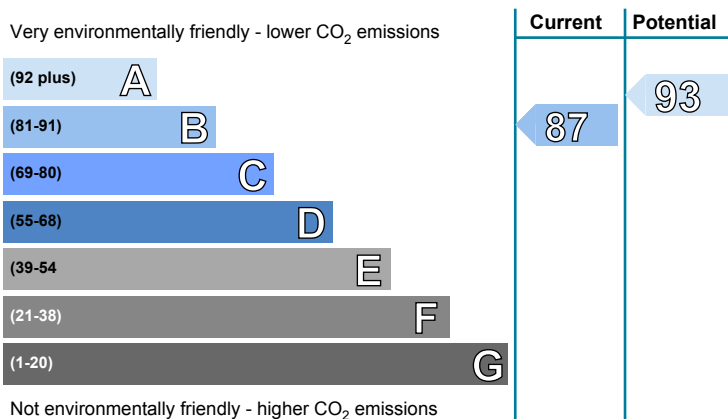 Current Potential
Very environmentally friendly - lower CO2 emissions
(92 plus) A
93
(81-91) B
87
(69-80) C
(55-68) D
(39-54 E
(21-38) F
(1-20) G
Not environmentally friendly - higher CO2 emissions